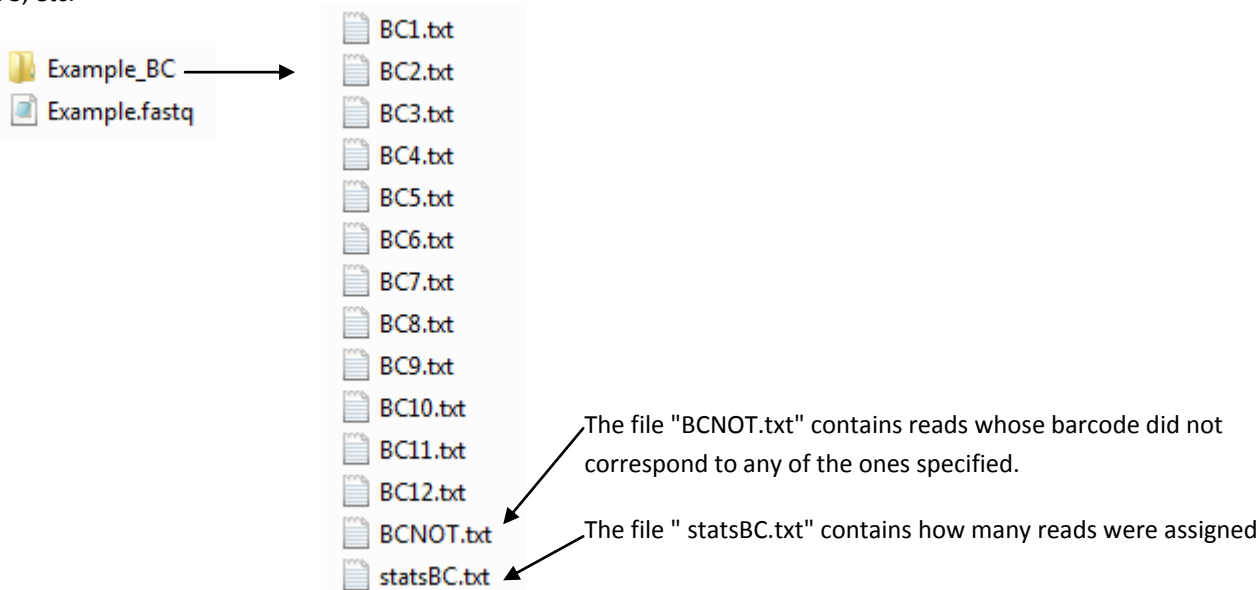 Example_BC
Example.fastq
BC1.txt
BC2.txt
BC3.txt
BC4.txt
BC5.txt
BC6.txt
BC7.txt
BC8.txt
BC9.txt
BC10.txt
BC11.txt
BC12.txt
BCNOT.txt
statsBC.txt
The file "BCNOT.txt" contains reads whose barcode did not
correspond to any of the ones specified.
The file " statsBC.txt" contains how many reads were assigned